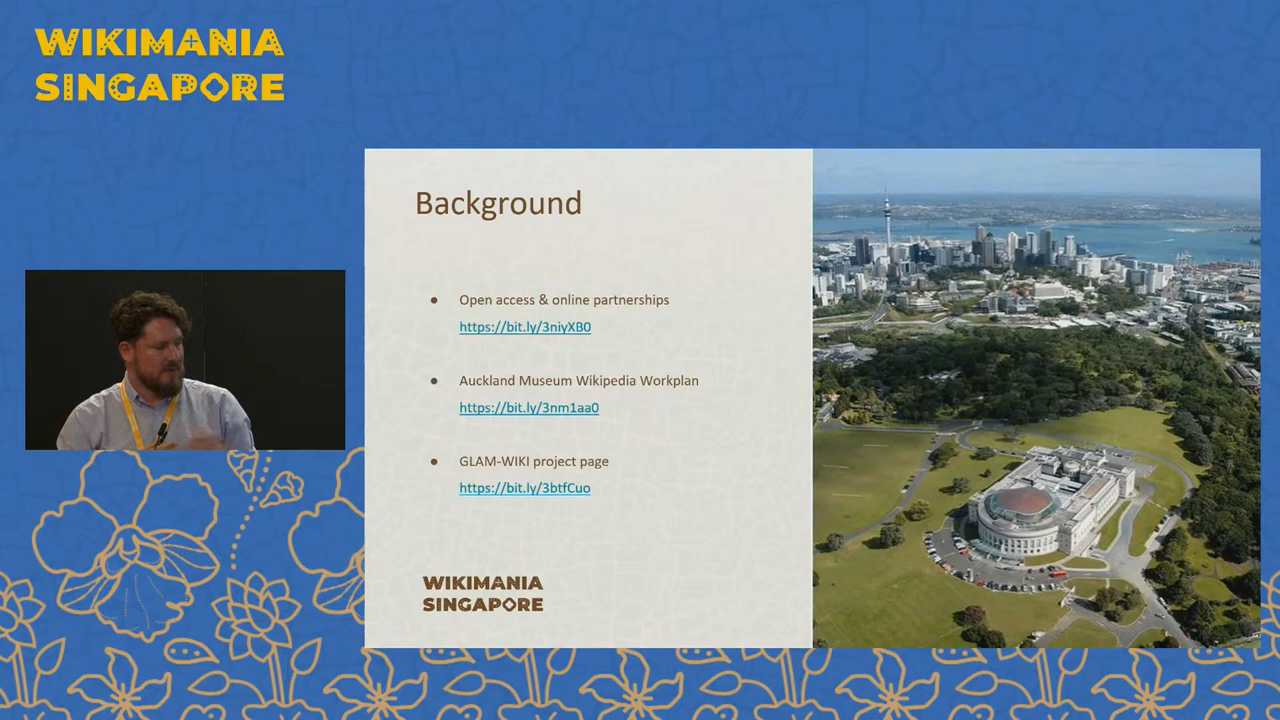 WIKIMANIA
SINGAPORE
Background
● Open access & online partnerships
https://bit.ly/3niyXB0
● Auckland Museum Wikipedia Workplan
https://bit.ly/3nm1aa0
● GLAM-WIKI project page
https://bit.ly/3btfCuo
WIKIMANIA
SINGAPORE